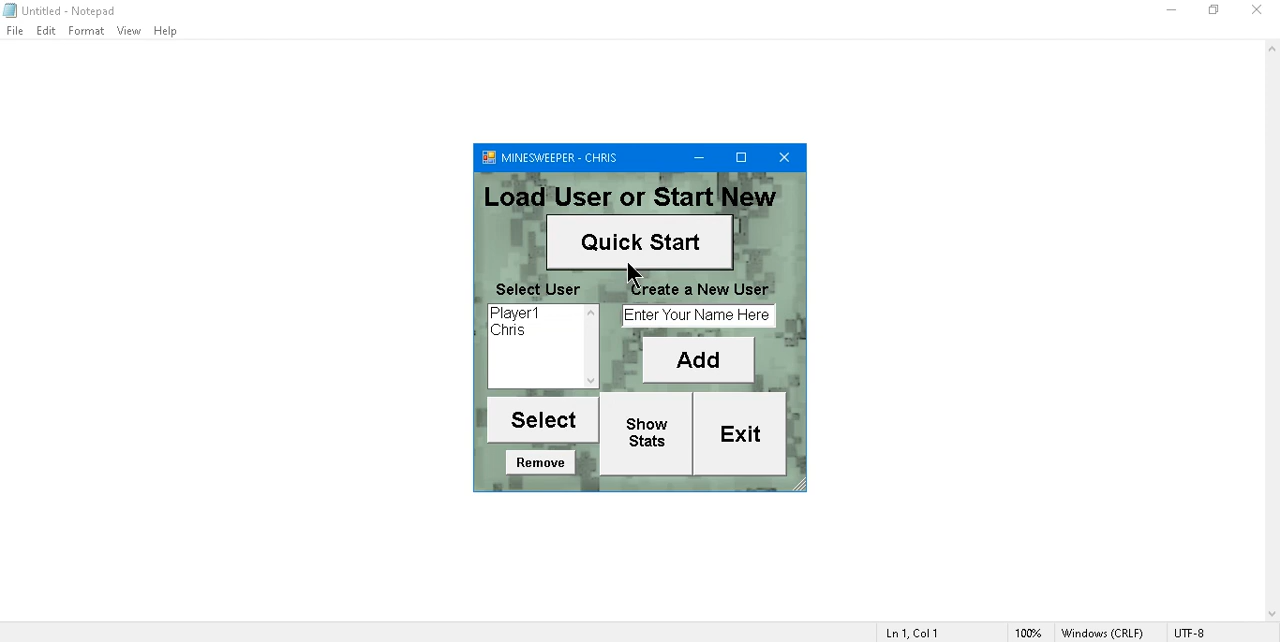 Untitled - Notepad
File Edit Format View Help
MINESWEEPER - CHRIS
Load User or Start New
Quick Start
Select User
Create a New User
Player1
Chris
Enter Your Name Here
Add
Select
Remove
Show
Stats
Exit
Ln 1, Col 1
100%
Windows (CRLF)
UTF-8